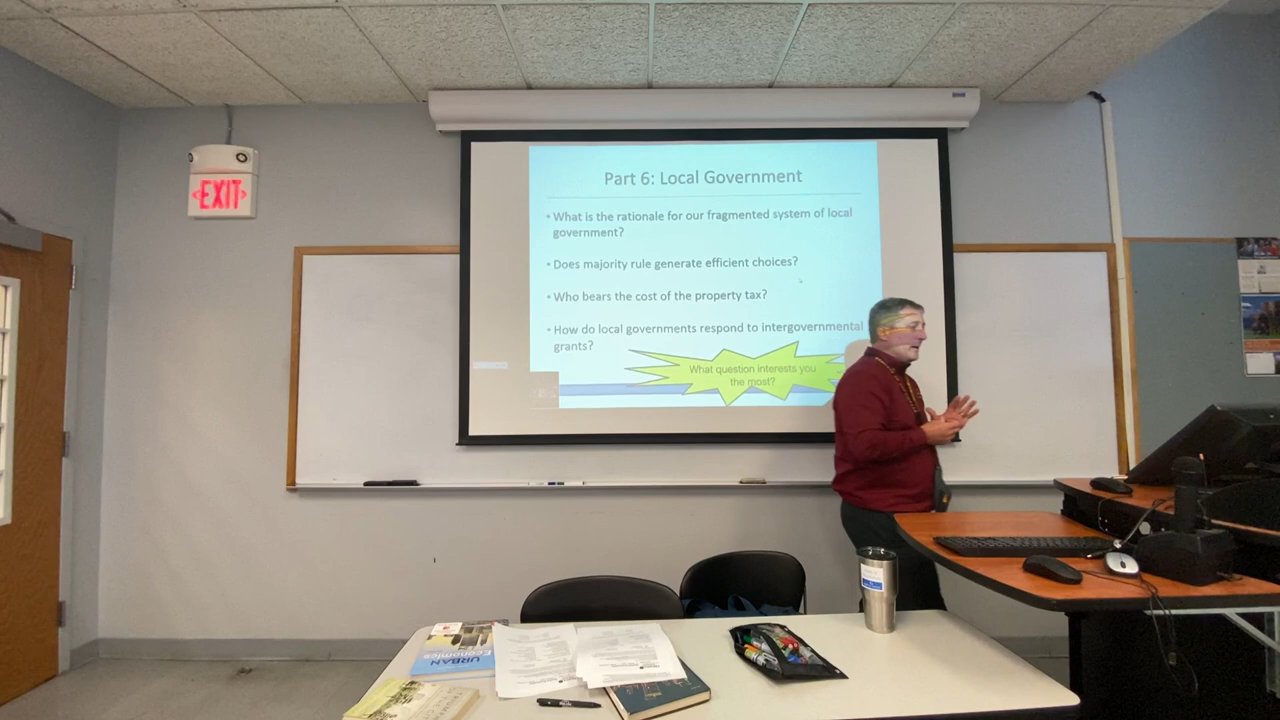 EXIT
Part 6: Local Government
• What is the rationale for our fragmented system of local
government?
• Does majority rule generate efficient choices?
• Who bears the cost of the property tax?
• How do local governments respond to intergovernmental
grants?
What question interests you
the most?
URBAN
Economics